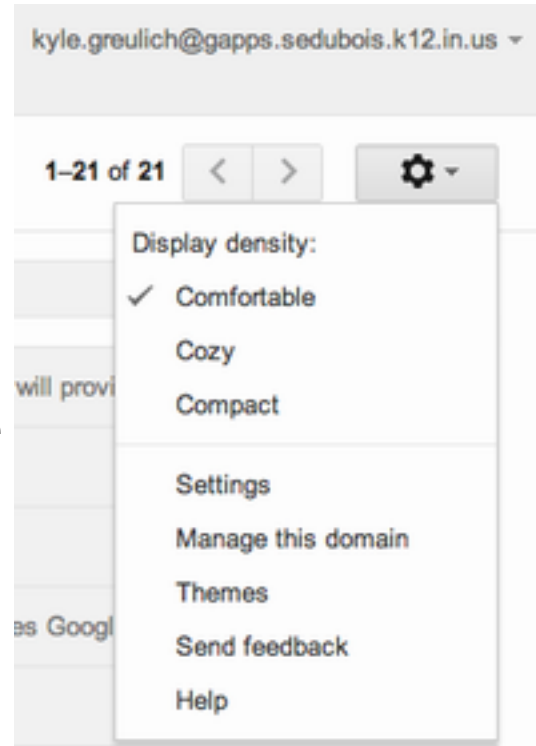 kyle.greulich@gapps.sedubois.k12.in.us
1–21 of 21
Display density:
Comfortable
Cozy
will provi
Compact
Settings
Manage this domain
Themes
es Googl
Send feedback
Help